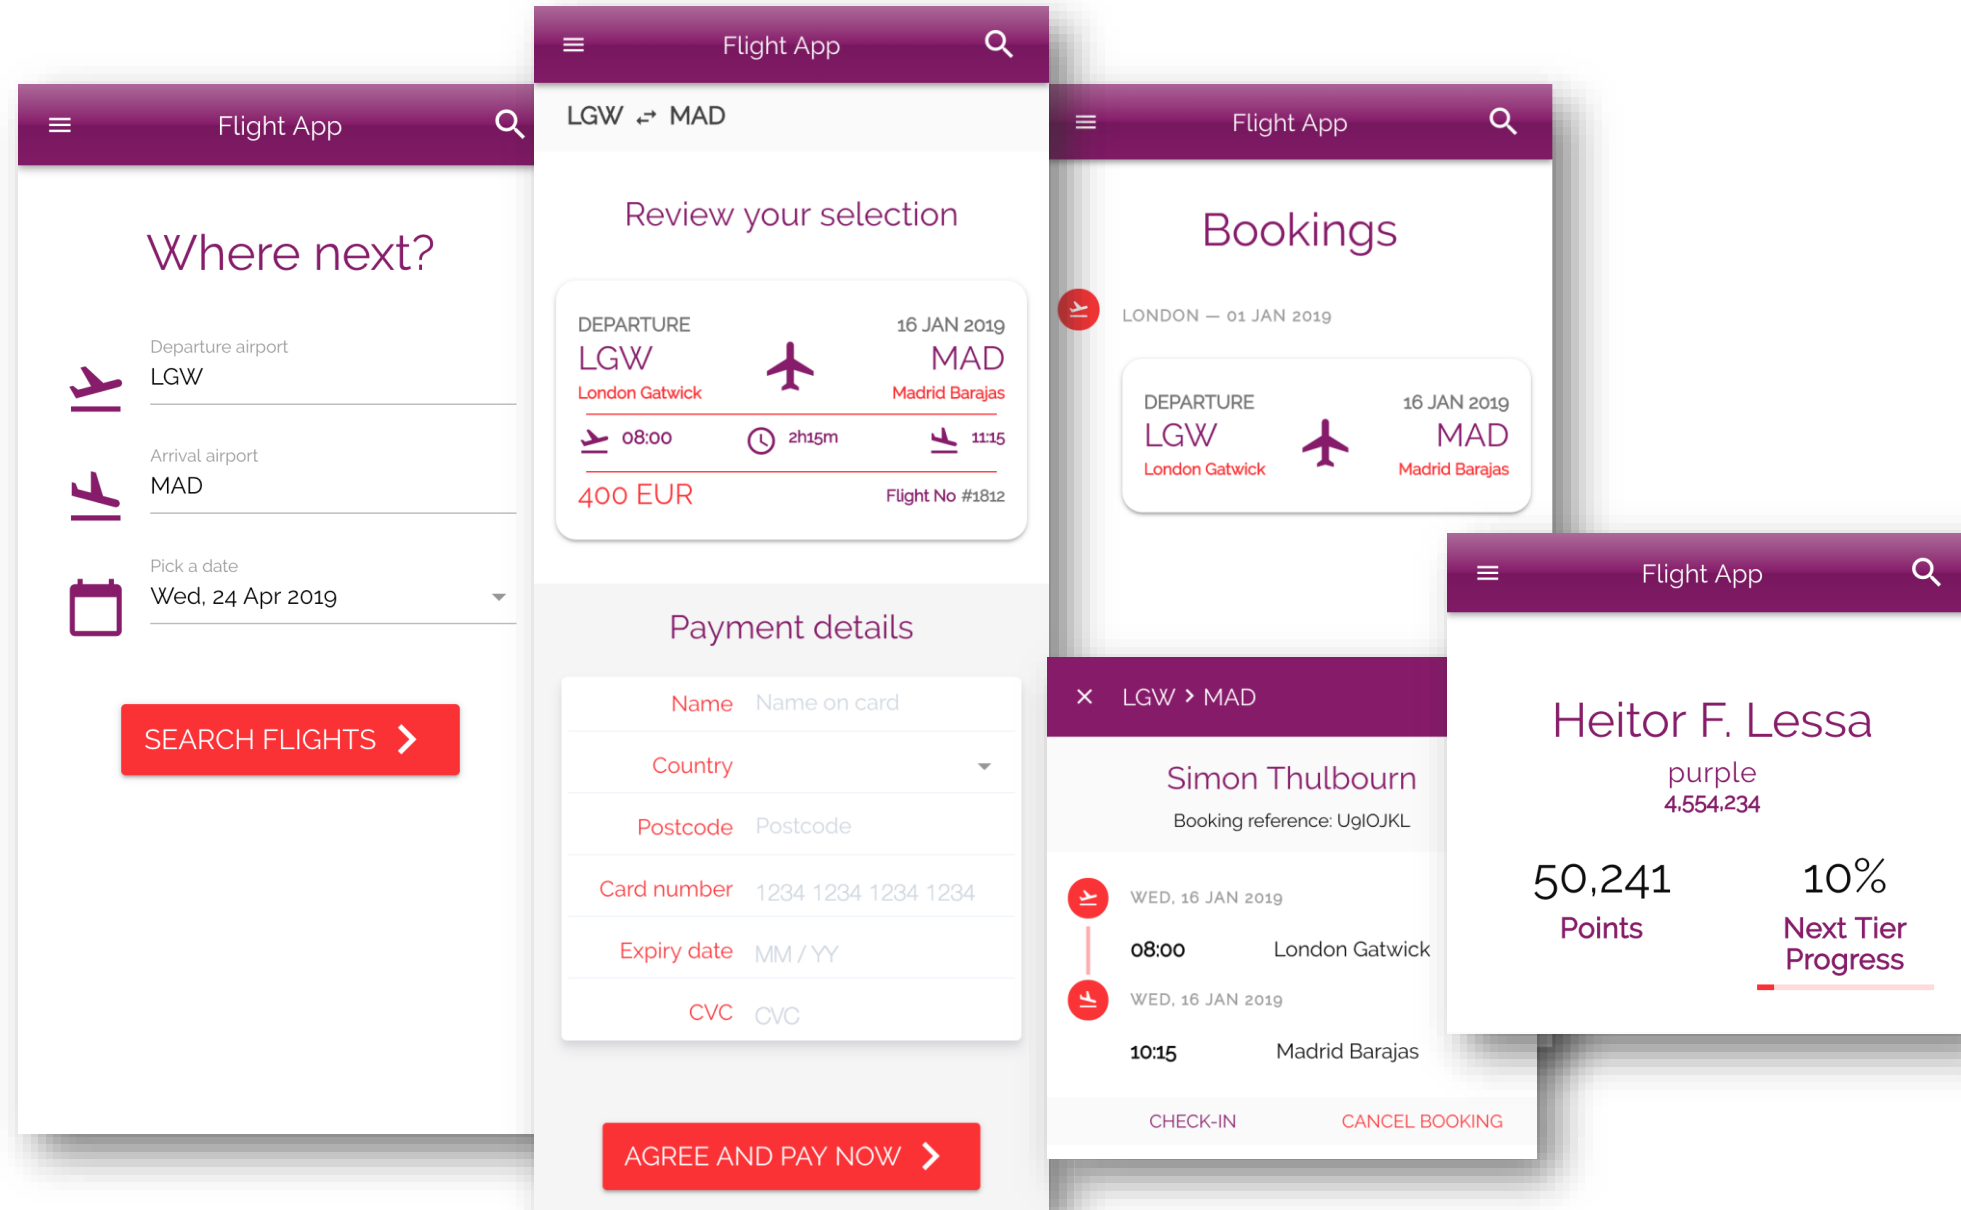 Flight App
Where next?
Departure airport
LGW
Arrival airport
MAD
Pick a date
Wed, 24 Apr 2019
SEARCH FLIGHTS
Flight App
LGW MAD
Review your selection
DEPARTURE 16 JAN 2019
LGW MAD
London Gatwick Madrid Barajas
08:00 2h15m 11:15
400 EUR Flight No #1812
Payment details
Name Name on card
Country
Postcode Postcode
Card number 1234 1234 1234 1234
Expiry date MM / YY
CVC CVC
AGREE AND PAY NOW
Flight App
Bookings
LONDON — 01 JAN 2019
DEPARTURE 16 JAN 2019
LGW MAD
London Gatwick Madrid Barajas
LGW > MAD
Simon Thulbourn
Booking reference: U9IOJKL
WED, 16 JAN 2019
08:00 London Gatwick
WED, 16 JAN 2019
10:15 Madrid Barajas
CHECK-IN CANCEL BOOKING
Flight App
Heitor F. Lessa
purple
4,554,234
50,241 10%
Points Next Tier
Progress